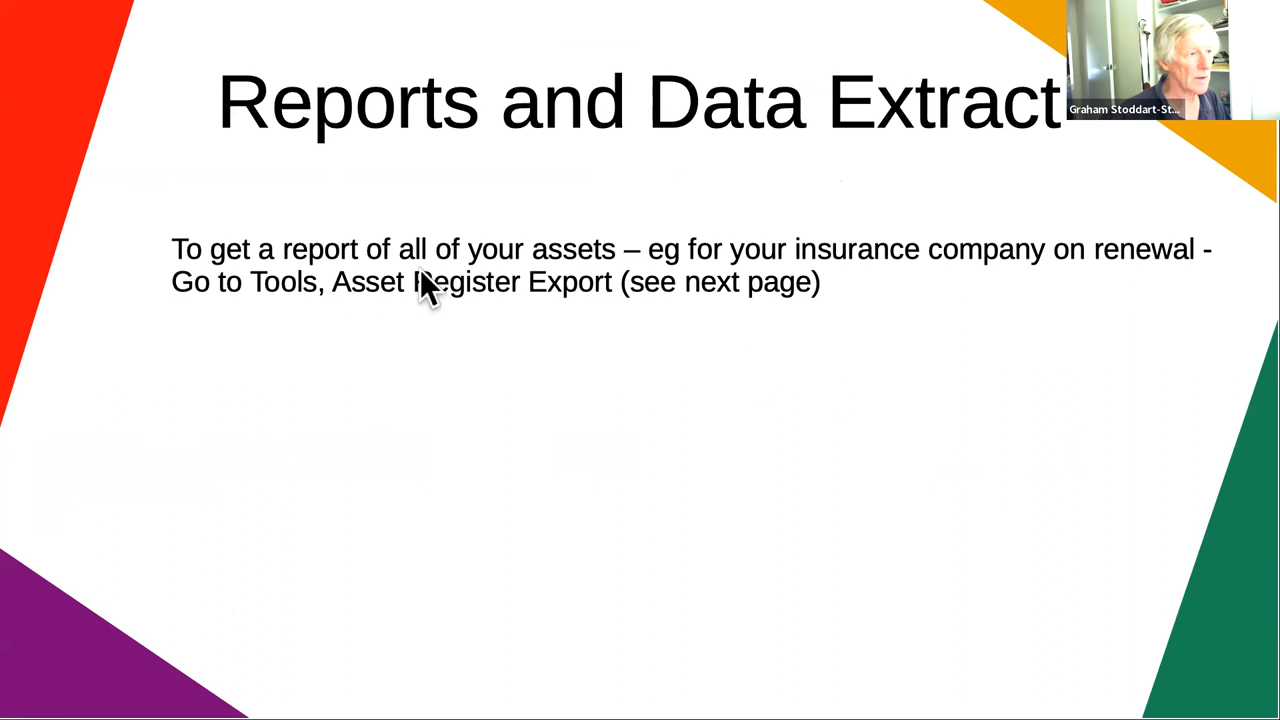 Reports and Data Extract
Graham Stoddart-St...
To get a report of all of your assets – eg for your insurance company on renewal -
Go to Tools, Asset Register Export (see next page)